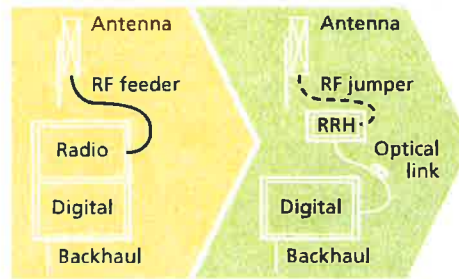 Antenna
RF feeder
Radio
Digital
Backhaul
Antenna
RF jumper
RRH
Optical
link
Digital
Backhaul